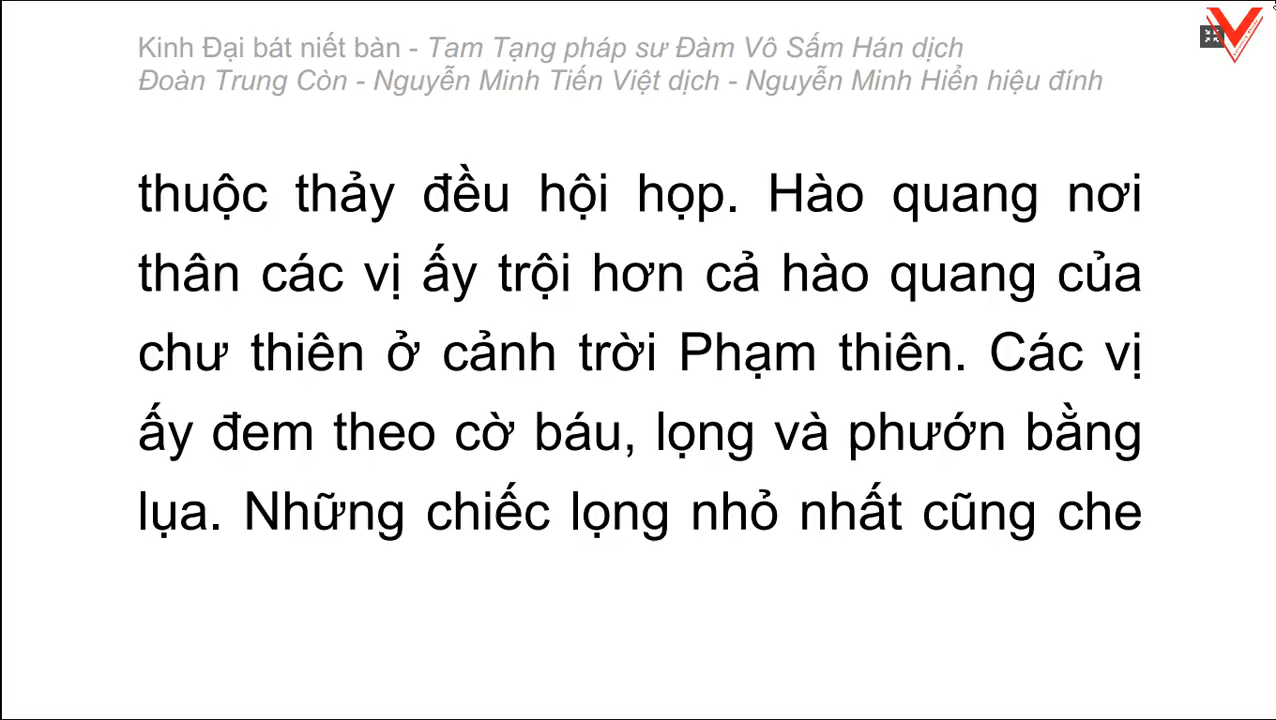 Kinh Đại bát niết bàn - Tam Tạng pháp sư Đàm Vô Sấm Hán dịch
Đoàn Trung Còn - Nguyễn Minh Tiến Việt dịch - Nguyễn Minh Hiển hiệu đính
thuộc thảy đều hội họp. Hào quang nơi
thân các vị ấy trội hơn cả hào quang của
chư thiên ở cảnh trời Phạm thiên. Các vị
ấy đem theo cờ báu, lọng và phướn bằng
lụa. Những chiếc lọng nhỏ nhất cũng che